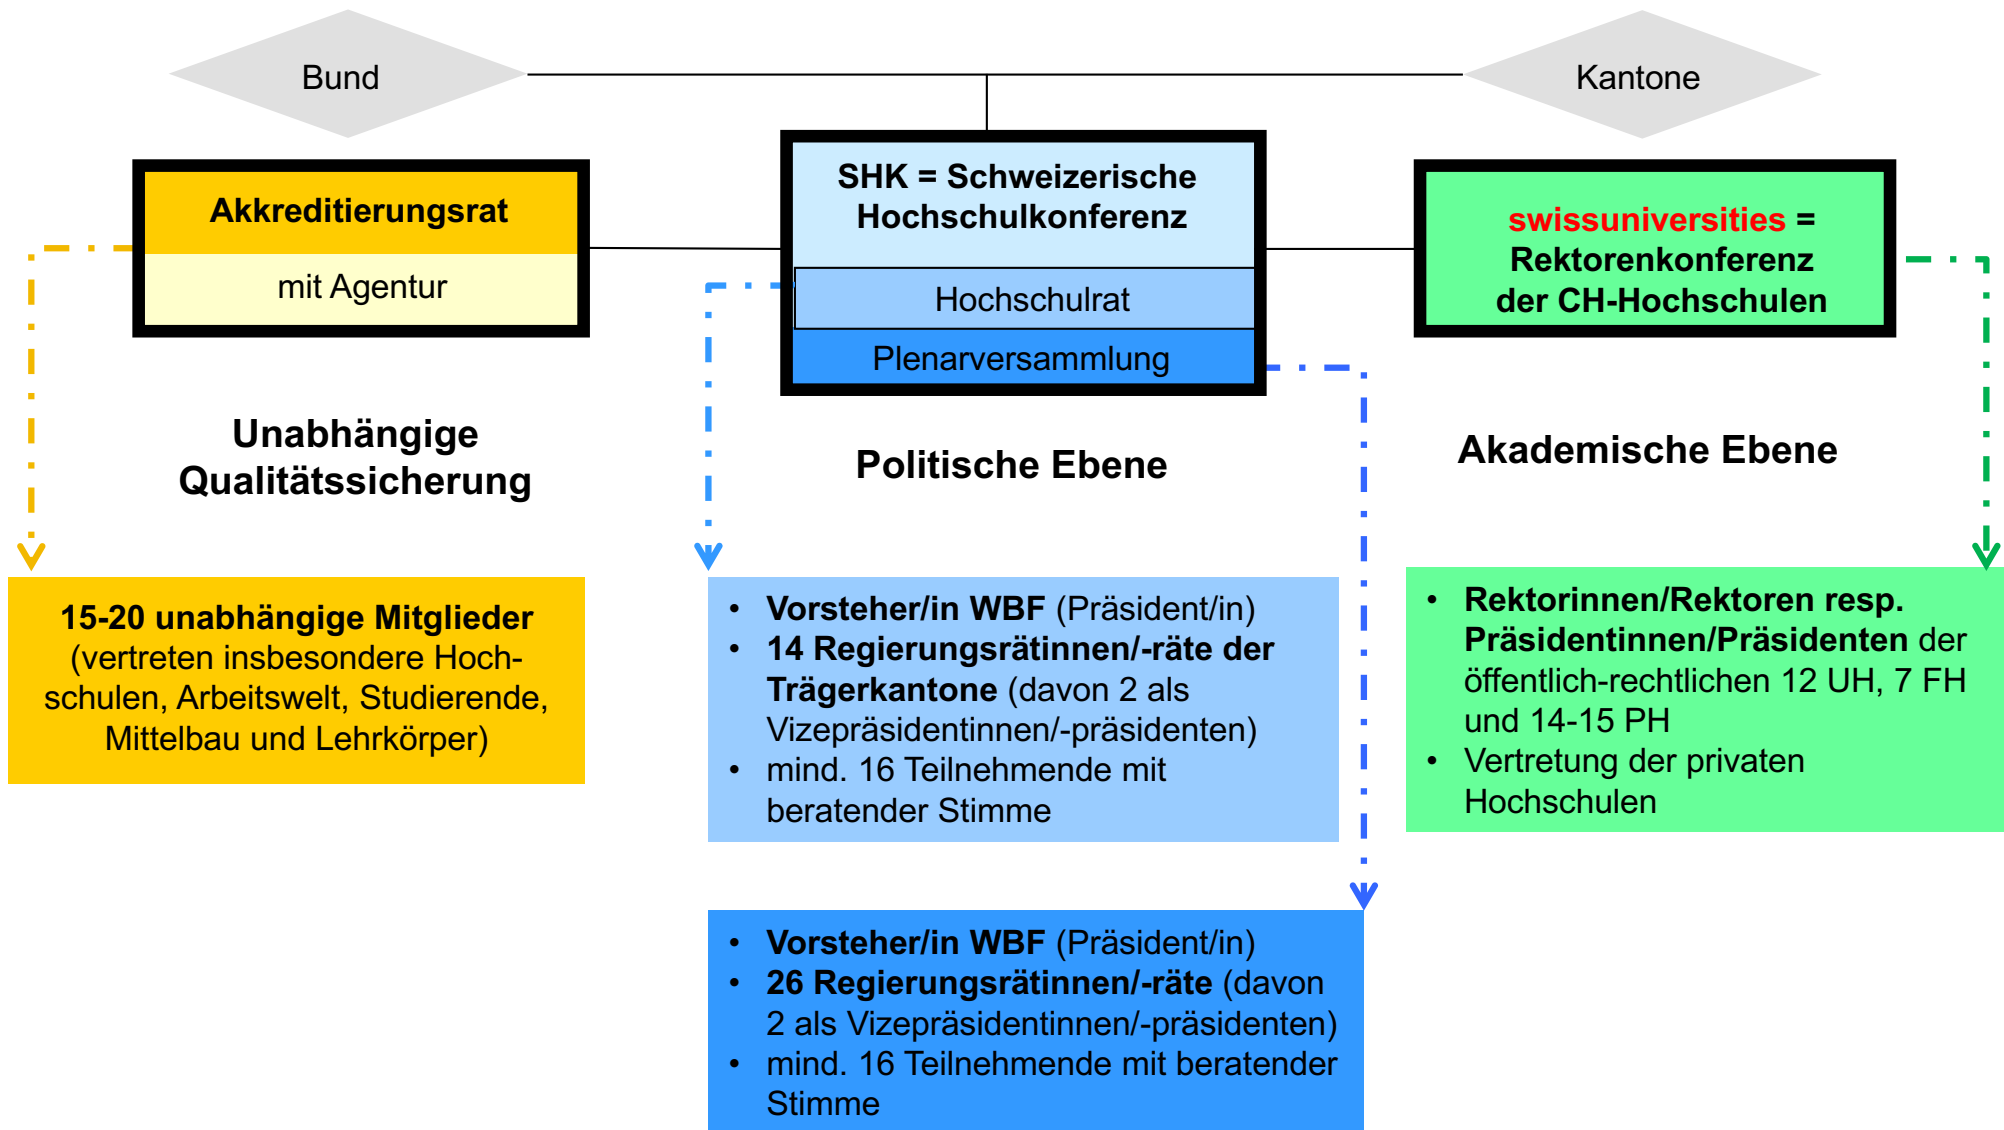 Bund
Kantone
Akkreditierungsrat
mit Agentur
SHK = Schweizerische
Hochschulkonferenz
Hochschulrat
Plenarversammlung
swissuniversities =
Rektorenkonferenz
der CH-Hochschulen
Unabhängige
Qualitätssicherung
Politische Ebene
Akademische Ebene
15-20 unabhängige Mitglieder
(vertreten insbesondere Hoch-
schulen, Arbeitswelt, Studierende,
Mittelbau und Lehrkörper)
• Vorsteher/in WBF (Präsident/in)
• 14 Regierungsrätinnen/-räte der
Trägerkantone (davon 2 als
Vizepräsidentinnen/-präsidenten)
• mind. 16 Teilnehmende mit
beratender Stimme
• Rektorinnen/Rektoren resp.
Präsidentinnen/Präsidenten der
öffentlich-rechtlichen 12 UH, 7 FH
und 14-15 PH
• Vertretung der privaten
Hochschulen
• Vorsteher/in WBF (Präsident/in)
• 26 Regierungsrätinnen/-räte (davon
2 als Vizepräsidentinnen/-präsidenten)
• mind. 16 Teilnehmende mit beratender
Stimme